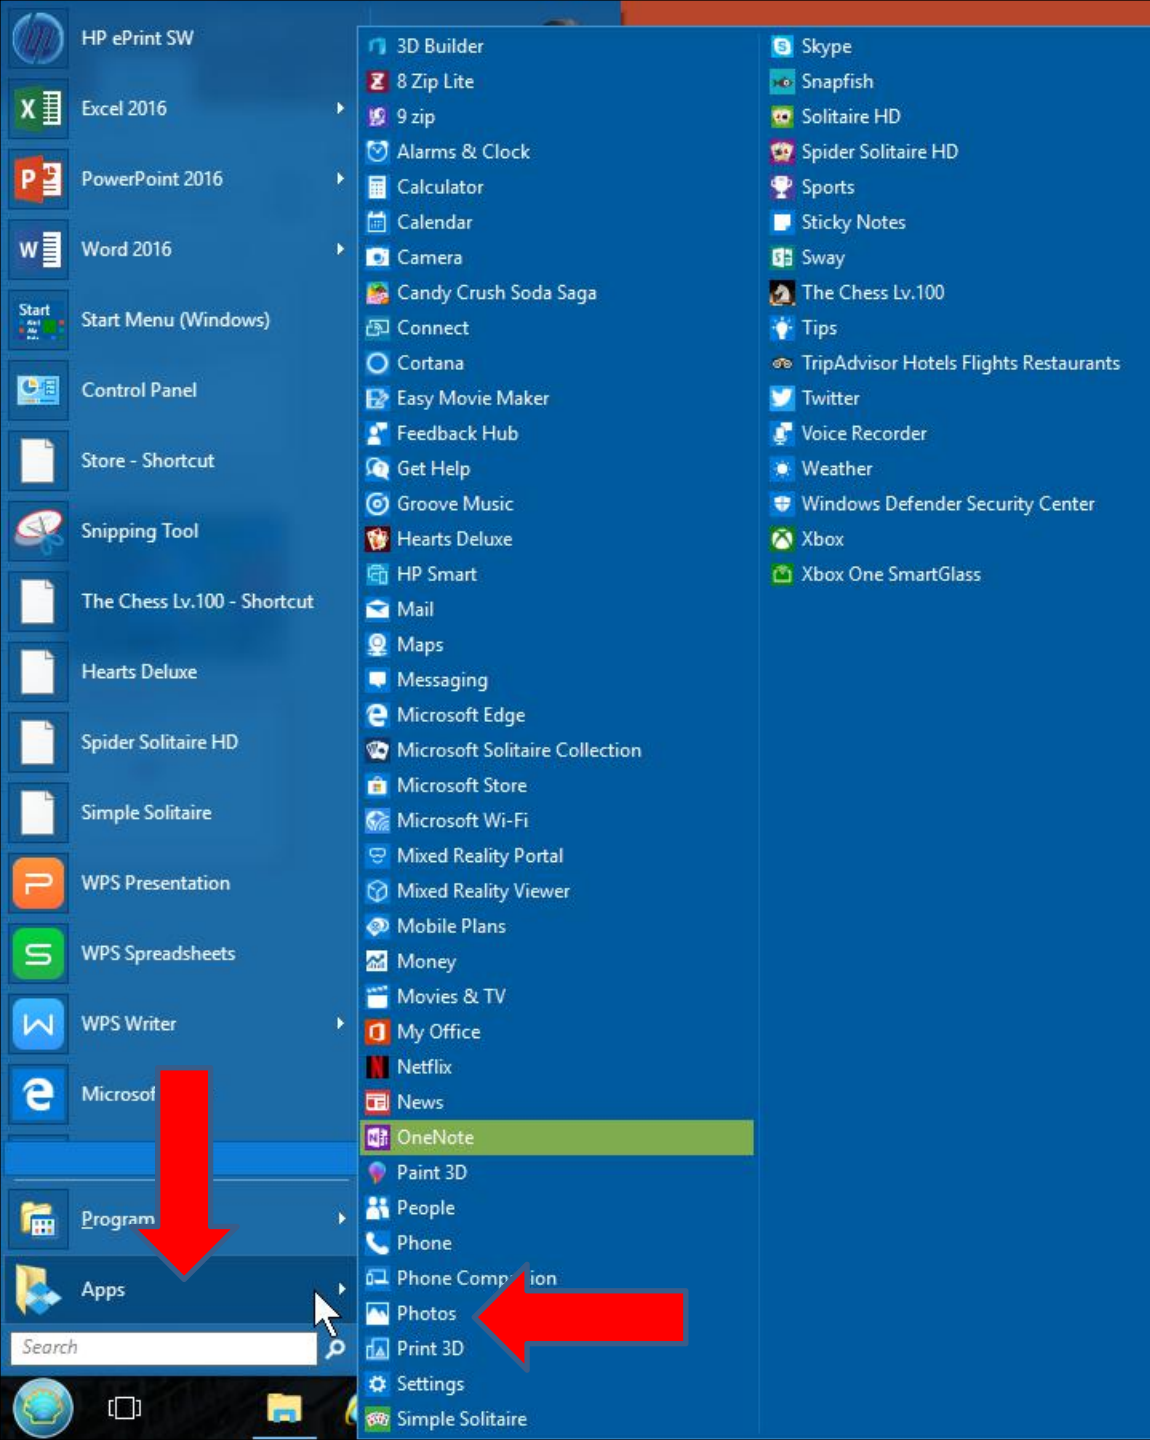 HP ePrint SW
Excel 2016
PowerPoint 2016
Word 2016
Start
Start Menu (Windows)
Control Panel
Store - Shortcut
Snipping Tool
The Chess Lv.100 - Shortcut
Hearts Deluxe
Spider Solitaire HD
Simple Solitaire
WPS Presentation
WPS Spreadsheets
WPS Writer
Microsof
Program
Apps
Search
3D Builder
8 Zip Lite
9 zip
Alarms & Clock
Calculator
Calendar
Camera
Candy Crush Soda Saga
Connect
Cortana
Easy Movie Maker
Feedback Hub
Get Help
Groove Music
Hearts Deluxe
HP Smart
Mail
Maps
Messaging
Microsoft Edge
Microsoft Solitaire Collection
Microsoft Store
Microsoft Wi-Fi
Mixed Reality Portal
Mixed Reality Viewer
Mobile Plans
Money
Movies & TV
My Office
Netflix
News
OneNote
Paint 3D
People
Phone
Phone Comp ion
Photos
Print 3D
Settings
Simple Solitaire
Skype
Snapfish
Solitaire HD
Spider Solitaire HD
Sports
Sticky Notes
Sway
The Chess Lv.100
Tips
TripAdvisor Hotels Flights Restaurants
Twitter
Voice Recorder
Weather
Windows Defender Security Center
Xbox
Xbox One SmartGlass